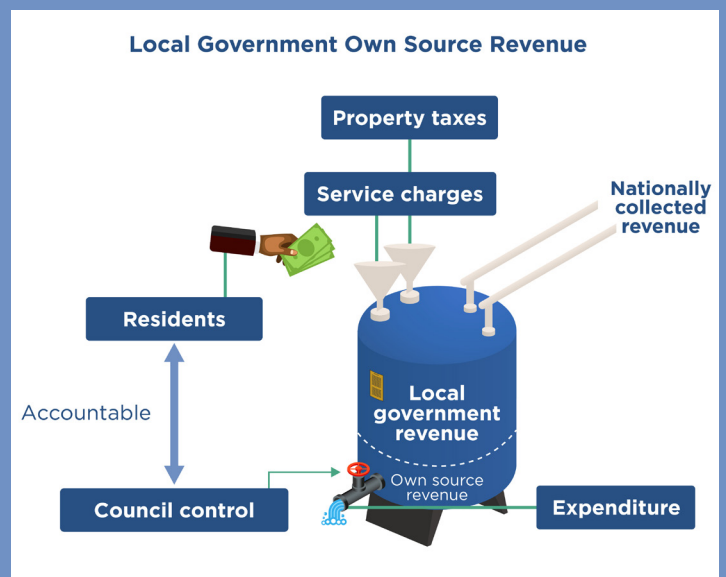 Local Government Own Source Revenue
Property taxes
Service charges
Nationally
collected
revenue
Residents
Accountable
Local
government
revenue
Own source
revenue
Council control
Expenditure